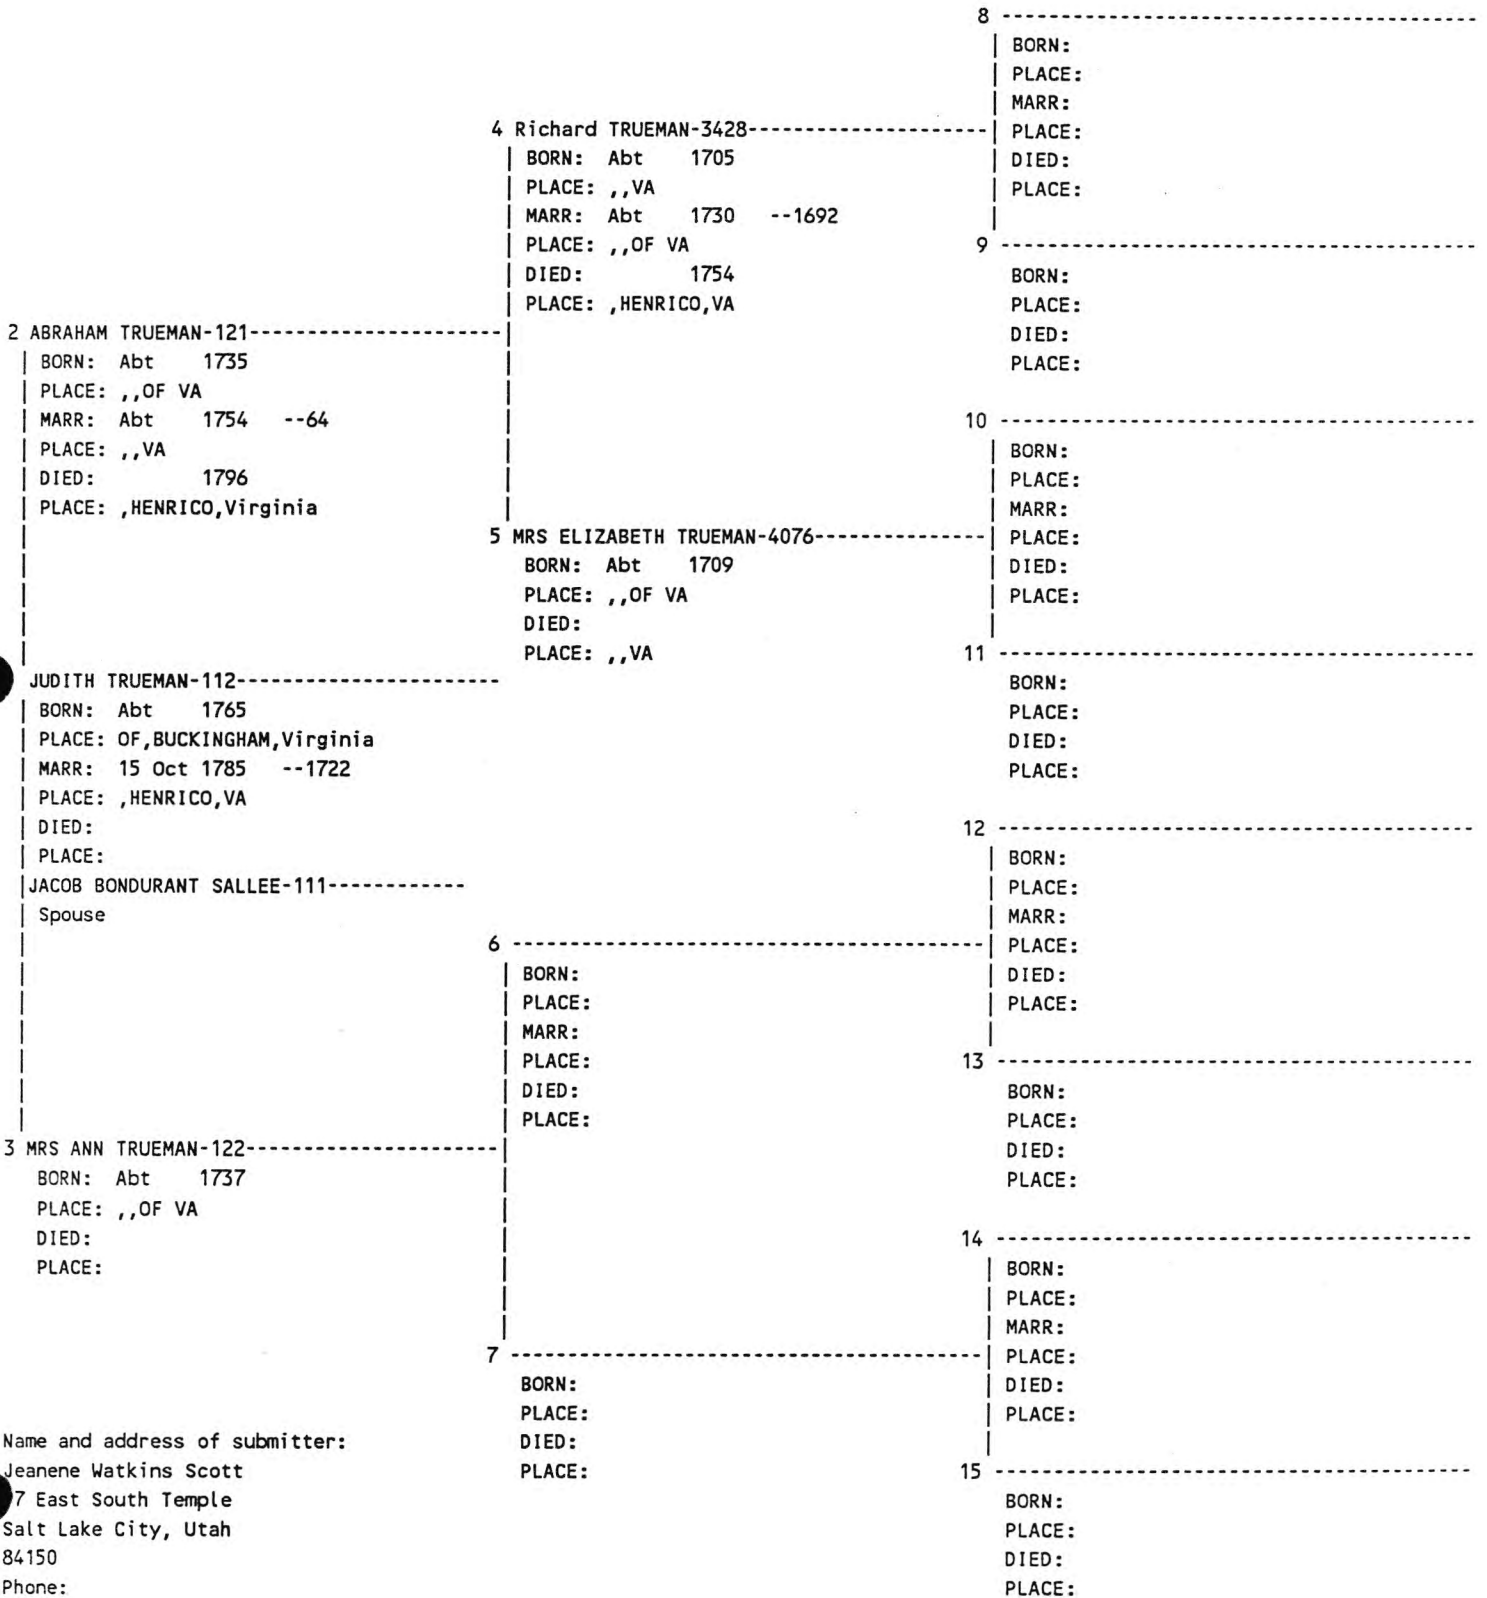 8
BORN:
PLACE:
MARR:
4 Richard TRUEMAN-3428
PLACE:
BORN: Abt 1705
DIED:
PLACE: ,,VA
PLACE:
MARR: Abt 1730 --1692
PLACE: ,,OF VA
9
DIED: 1754
BORN:
PLACE: ,HENRICO,VA
PLACE:
2 ABRAHAM TRUEMAN-121
DIED:
BORN: Abt 1735
PLACE:
PLACE: ,,OF VA
MARR: Abt 1754 --64
10
PLACE: ,,VA
BORN:
DIED: 1796
PLACE:
PLACE: ,HENRICO,Virginia
MARR:
5 MRS ELIZABETH TRUEMAN-4076
PLACE:
BORN: Abt 1709
DIED:
PLACE: ,,OF VA
PLACE:
DIED:
PLACE: ,,VA
11
JUDITH TRUEMAN-112
BORN:
BORN: Abt 1765
PLACE:
PLACE: OF,BUCKINGHAM,Virginia
DIED:
MARR: 15 Oct 1785 --1722
PLACE:
PLACE: ,HENRICO,VA
DIED:
12
PLACE:
BORN:
JACOB BONDURANT SALLEE-111
PLACE:
Spouse
MARR:
6
PLACE:
BORN:
DIED:
PLACE:
PLACE:
MARR:
PLACE:
13
DIED:
BORN:
PLACE:
PLACE:
3 MRS ANN TRUEMAN-122
DIED:
BORN: Abt 1737
PLACE:
PLACE: ,,OF VA
DIED:
14
PLACE:
BORN:
PLACE:
MARR:
7
PLACE:
BORN:
DIED:
PLACE:
PLACE:
Name and address of submitter:
DIED:
Jeanene Watkins Scott
PLACE:
15
7 East South Temple
BORN:
Salt Lake City, Utah
PLACE:
84150
DIED:
Phone:
PLACE: